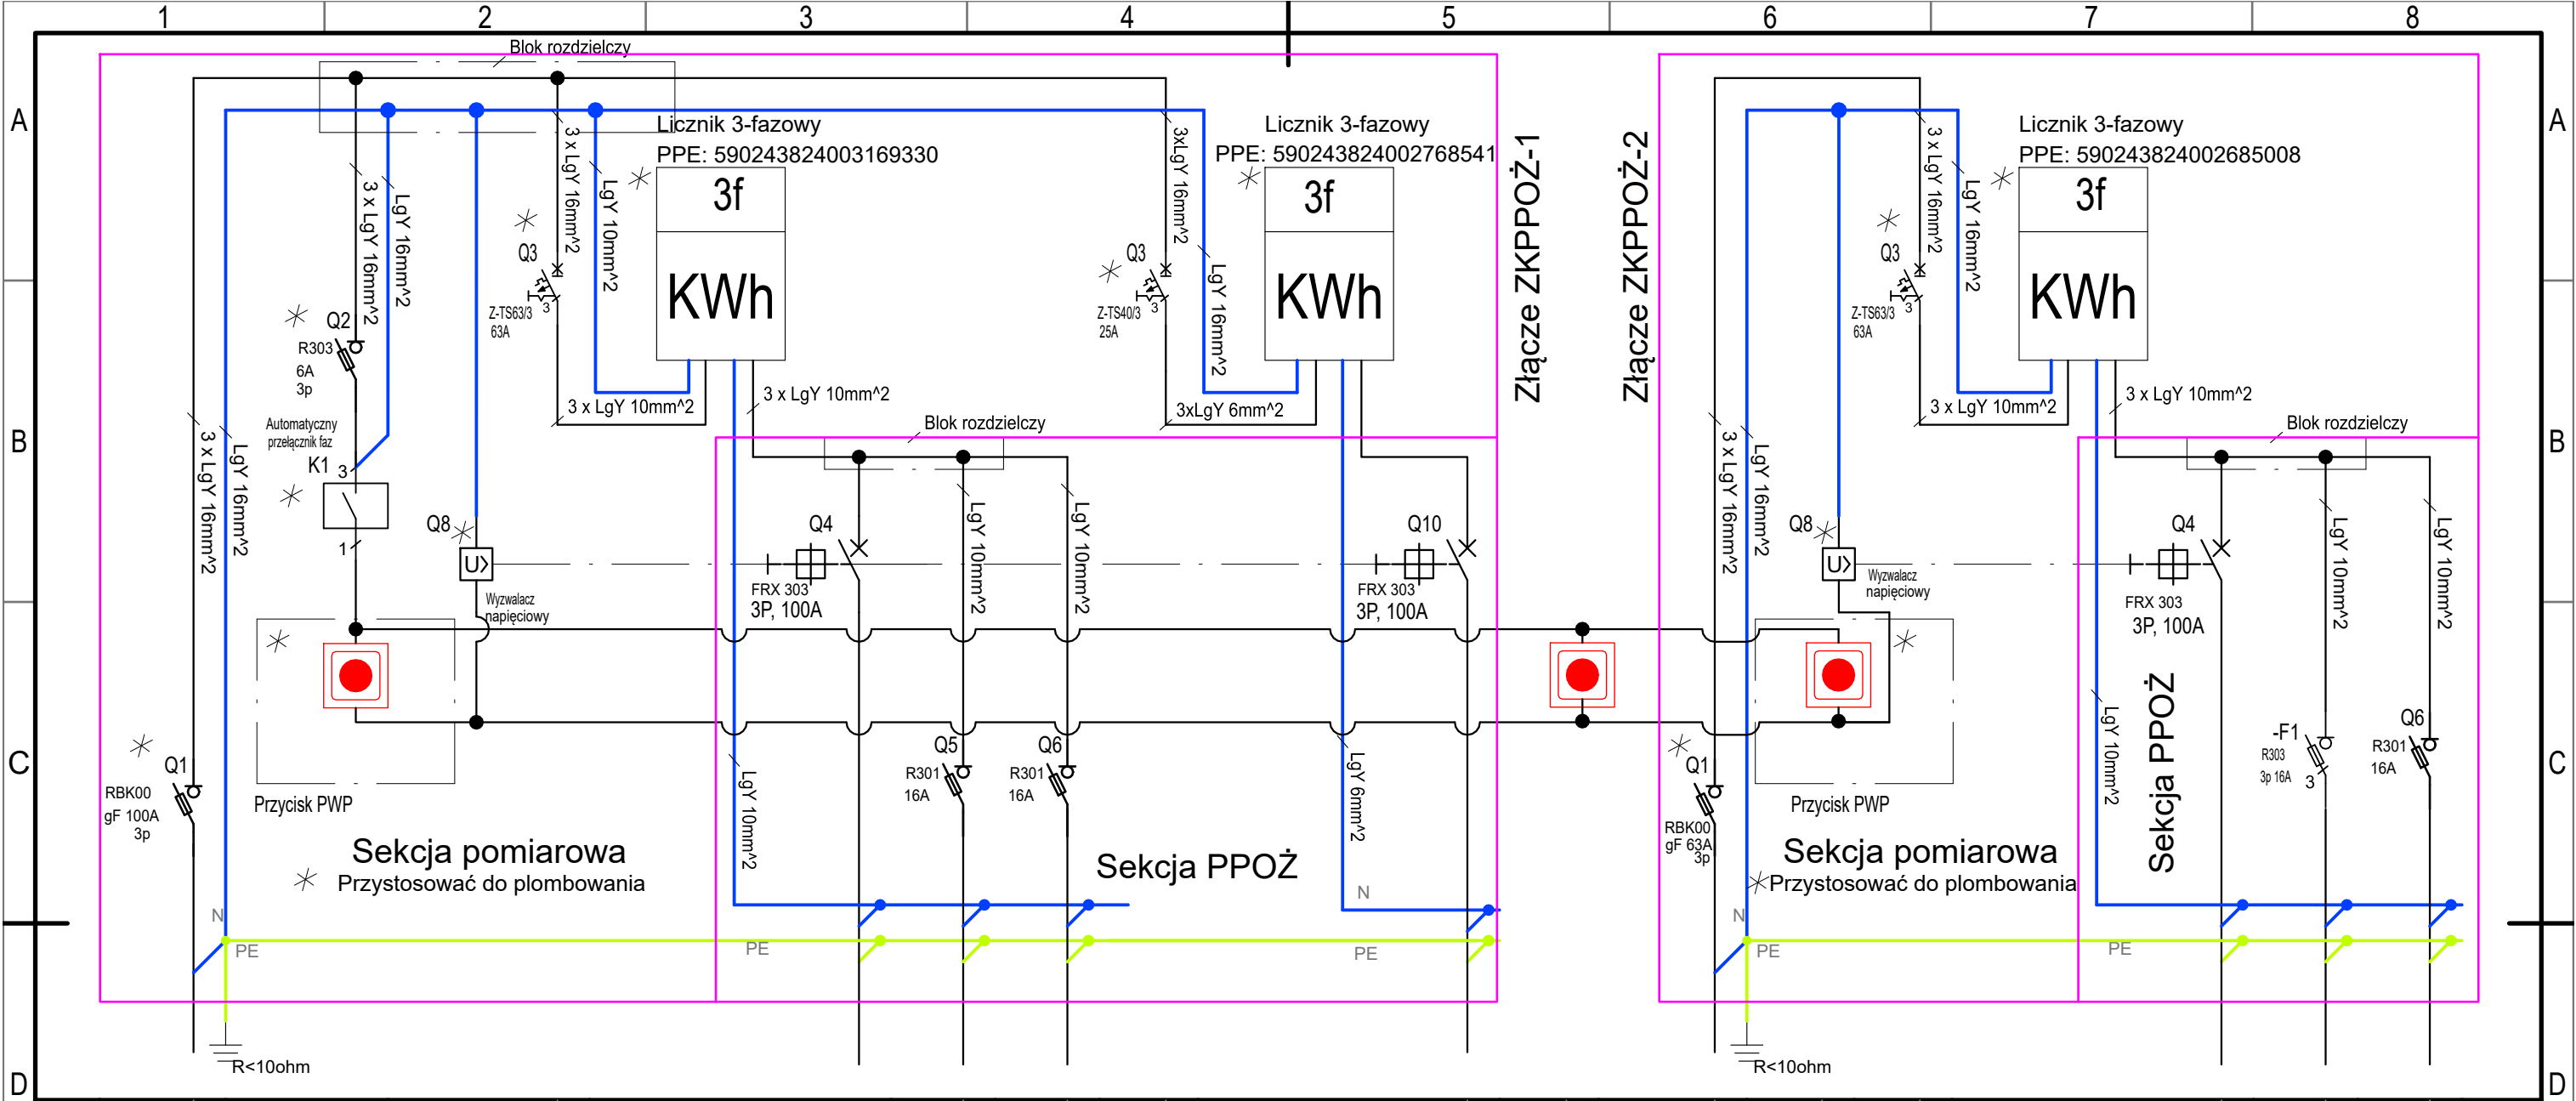 1 2 3 4 5 6 7 8
A
B
C
D
A
B
C
D
Blok rozdzielczy
3 x LgY 16mm^2
LgY 16mm^2
3 x LgY 16mm^2
LgY 10mm^2
Licznik 3-fazowy
PPE: 590243824003169330
3f
KWh
Q3
Z-TS63/3
63A
3
Q2
R303
6A
3p
Automatyczny
przełącznik faz
K1
3
1
3 x LgY 16mm^2
LgY 16mm^2
Q8
U>
Wyzwalacz
napięciowy
3 x LgY 10mm^2
3 x LgY 10mm^2
3xLgY 16mm^2
LgY 16mm^2
Licznik 3-fazowy
PPE: 590243824002768541
3f
KWh
Q3
Z-TS40/3
25A
3
3xLgY 6mm^2
Blok rozdzielczy
Q4
FRX 303
3P, 100A
LgY 10mm^2
LgY 10mm^2
Q10
FRX 303
3P, 100A
Q5
R301
16A
Q6
R301
16A
LgY 10mm^2
LgY 6mm^2
Q1
RBK00
gF 100A
3p
Przycisk PWP
Sekcja pomiarowa
Przystosować do plombowania
Sekcja PPOŻ
N
PE
PE
N
PE
R<10ohm
Złącze ZKPPOŻ-1
Złącze ZKPPOŻ-2
3 x LgY 16mm^2
LgY 16mm^2
Licznik 3-fazowy
PPE: 590243824002685008
3f
KWh
Q3
Z-TS63/3
63A
3
3 x LgY 10mm^2
3 x LgY 10mm^2
Blok rozdzielczy
3 x LgY 16mm^2
LgY 16mm^2
Q8
U>
Wyzwalacz
napięciowy
Q4
FRX 303
3P, 100A
LgY 10mm^2
LgY 10mm^2
LgY 10mm^2
Sekcja PPOŻ
-F1
R303
3p 16A
3
Q6
R301
16A
Q1
RBK00
gF 63A
3p
Przycisk PWP
Sekcja pomiarowa
Przystosować do plombowania
N
PE
PE
R<10ohm